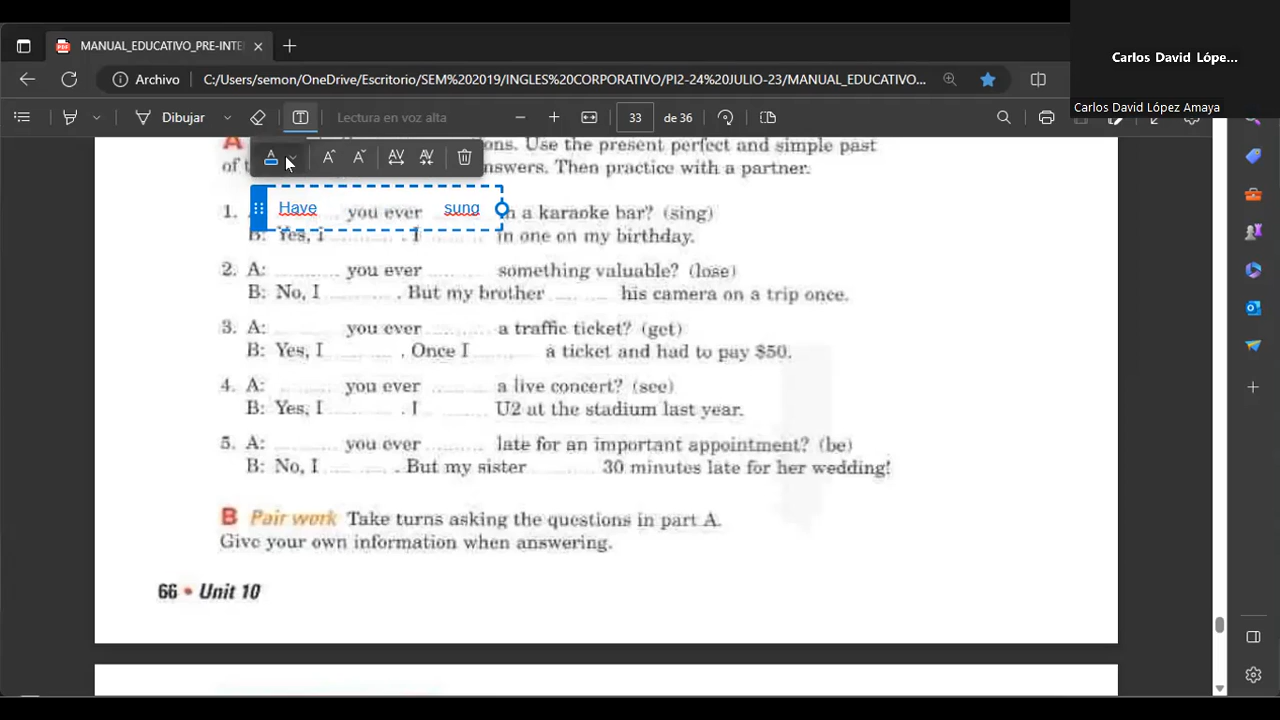 MANUAL_EDUCATIVO_PRE-INTE
Carlos David Lópe...
Carlos David López Amaya
Archivo C:/Users/semon/OneDrive/Escritorio/SEM%202019/INGLES%20CORPORATIVO/PI2-24%20JULIO-23/MANUAL_EDUCATIVO...
Dibujar Lectura en voz alta 33 de 36
A ons. Use the present perfect and simple past
of t nswers. Then practice with a partner.
1. Have you ever sung in a karaoke bar? (sing)
B: Yes, I . I in one on my birthday.
2. A: you ever something valuable? (lose)
B: No, I . But my brother his camera on a trip once.
3. A: you ever a traffic ticket? (get)
B: Yes, I . Once I a ticket and had to pay $50.
4. A: you ever a live concert? (see)
B: Yes, I . I U2 at the stadium last year.
5. A: you ever late for an important appointment? (be)
B: No, I . But my sister 30 minutes late for her wedding!
B Pair work Take turns asking the questions in part A.
Give your own information when answering.
66 • Unit 10